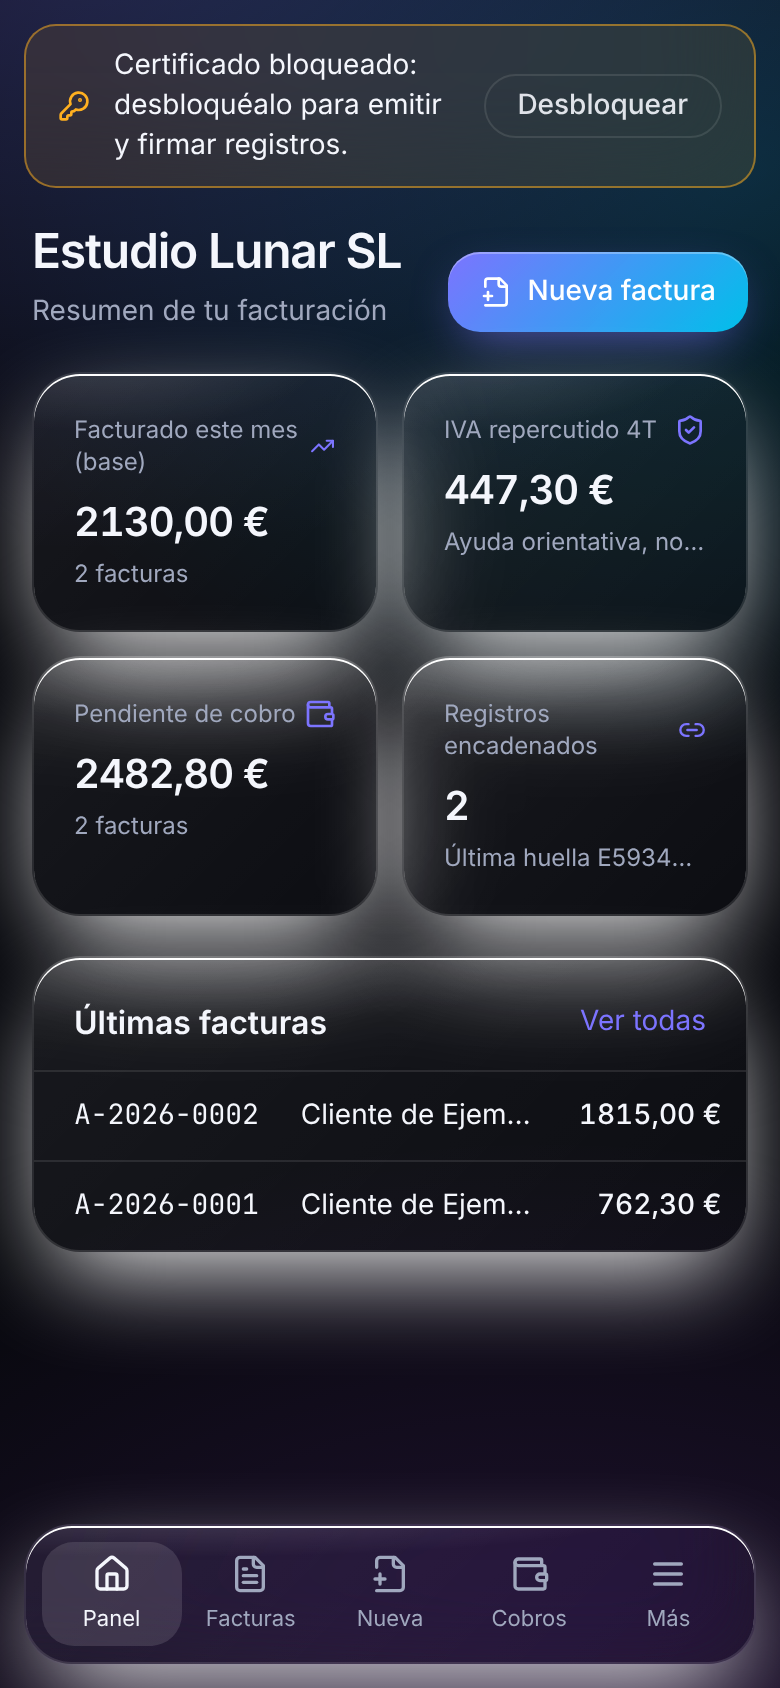 Certificado bloqueado:
desbloquéalo para emitir
y firmar registros.
Desbloquear
Estudio Lunar SL
Resumen de tu facturación
Nueva factura
Facturado este mes
(base)
2130,00 €
2 facturas
IVA repercutido 4T
447,30 €
Ayuda orientativa, no...
Pendiente de cobro
2482,80 €
2 facturas
Registros
encadenados
2
Última huella E5934...
Últimas facturas
Ver todas
A-2026-0002 Cliente de Ejem... 1815,00 €
A-2026-0001 Cliente de Ejem... 762,30 €
Panel
Facturas
Nueva
Cobros
Más